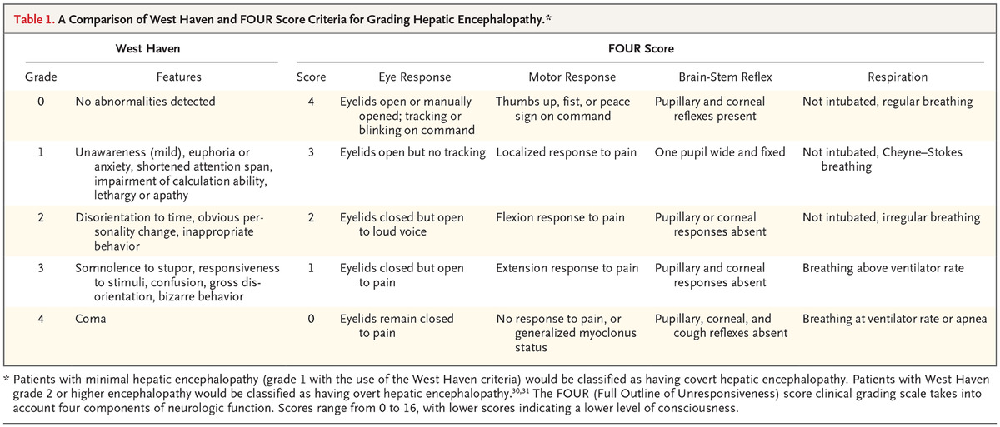 Table 1. A Comparison of West Haven and FOUR Score Criteria for Grading Hepatic Encephalopathy.*
West Haven
FOUR Score
Grade
Features
Score
Eye Response
Motor Response
Brain-Stem Reflex
Respiration
0
No abnormalities detected
4
Eyelids open or manually
opened; tracking or
blinking on command
Thumbs up, fist, or peace
sign on command
Pupillary and corneal
reflexes present
Not intubated, regular breathing
1
Unawareness (mild), euphoria or
anxiety, shortened attention span,
impairment of calculation ability,
lethargy or apathy
3
Eyelids open but no tracking
Localized response to pain
One pupil wide and fixed
Not intubated, Cheyne–Stokes
breathing
2
Disorientation to time, obvious per-
sonality change, inappropriate
behavior
2
Eyelids closed but open
to loud voice
Flexion response to pain
Pupillary or corneal
responses absent
Not intubated, irregular breathing
3
Somnolence to stupor, responsiveness
to stimuli, confusion, gross dis-
orientation, bizarre behavior
1
Eyelids closed but open
to pain
Extension response to pain
Pupillary and corneal
responses absent
Breathing above ventilator rate
4
Coma
0
Eyelids remain closed
to pain
No response to pain, or
generalized myoclonus
status
Pupillary, corneal, and
cough reflexes absent
Breathing at ventilator rate or apnea
* Patients with minimal hepatic encephalopathy (grade 1 with the use of the West Haven criteria) would be classified as having covert hepatic encephalopathy. Patients with West Haven
grade 2 or higher encephalopathy would be classified as having overt hepatic encephalopathy.30,31 The FOUR (Full Outline of Unresponsiveness) score clinical grading scale takes into
account four components of neurologic function. Scores range from 0 to 16, with lower scores indicating a lower level of consciousness.